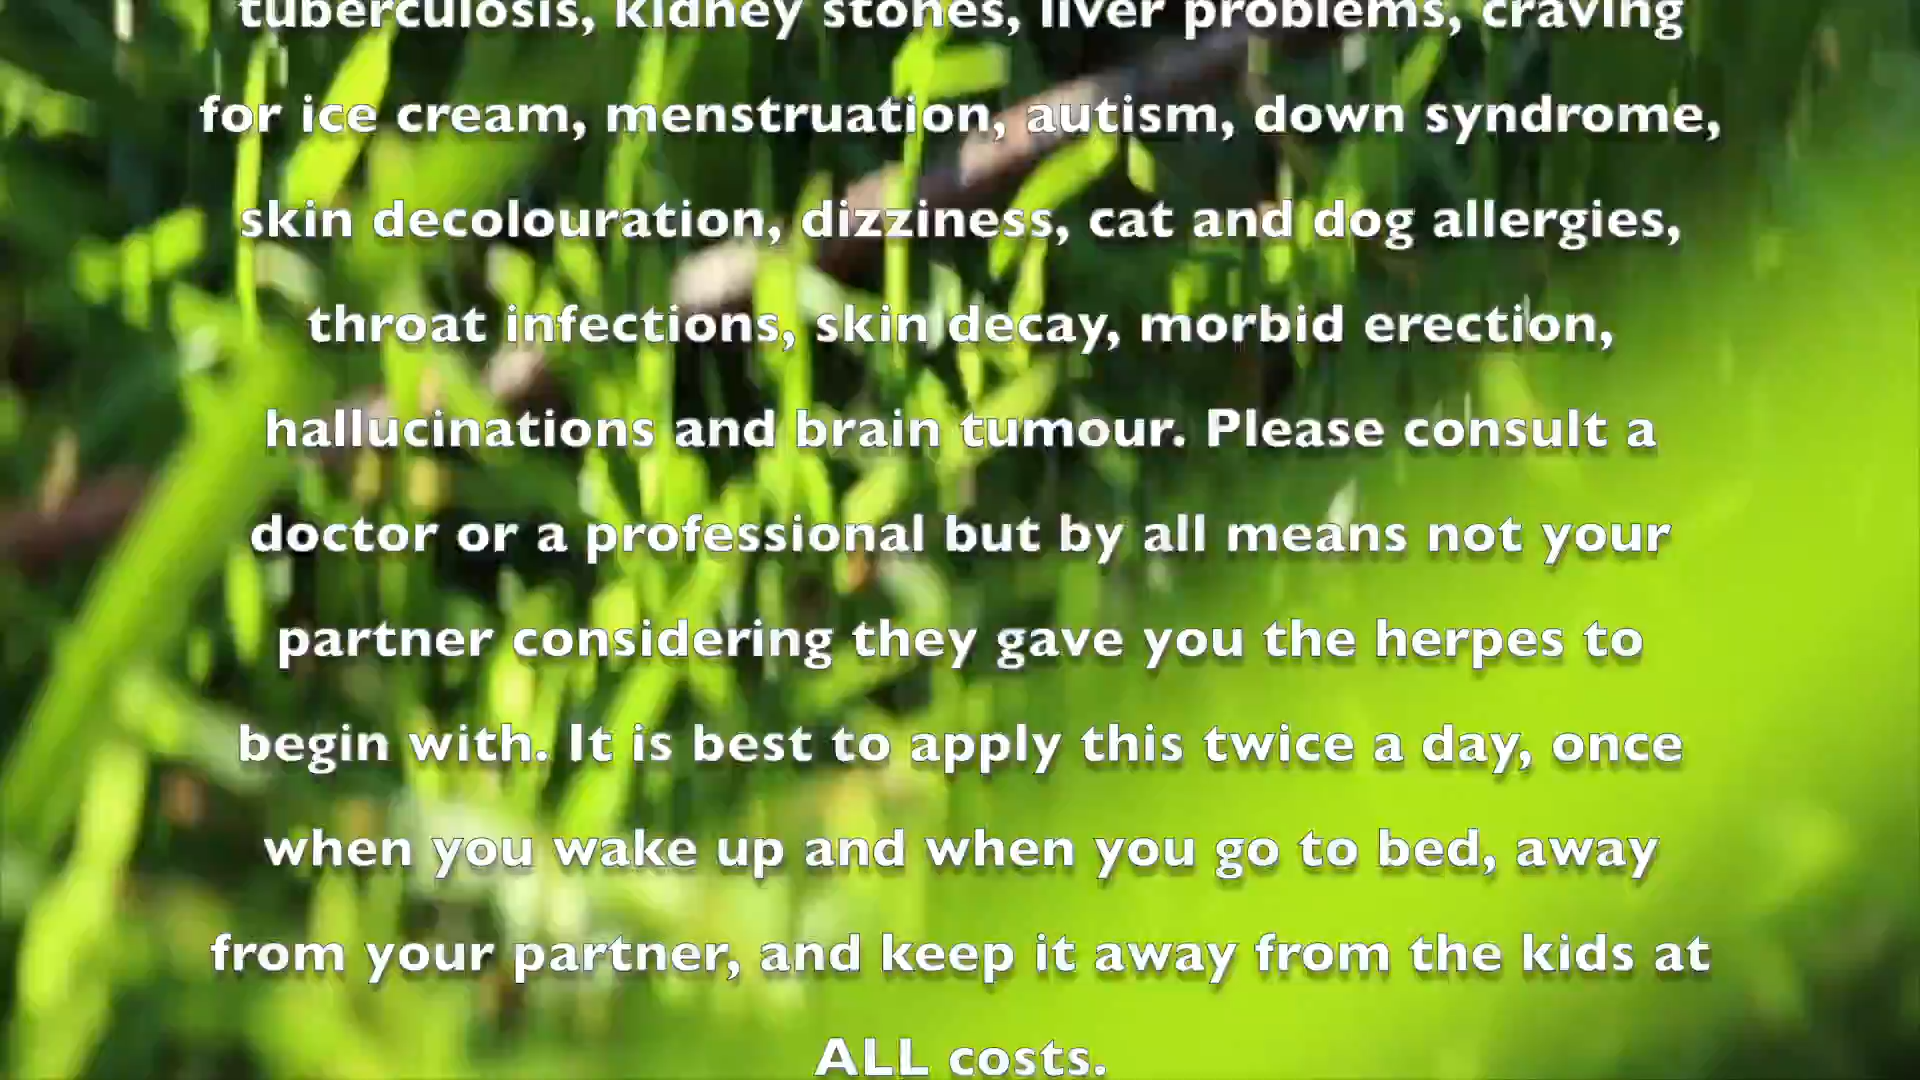 tuberculosis, kidney stones, liver problems, craving
for ice cream, menstruation, autism, down syndrome,
skin decolouration, dizziness, cat and dog allergies,
throat infections, skin decay, morbid erection,
hallucinations and brain tumour. Please consult a
doctor or a professional but by all means not your
partner considering they gave you the herpes to
begin with. It is best to apply this twice a day, once
when you wake up and when you go to bed, away
from your partner, and keep it away from the kids at
ALL costs.